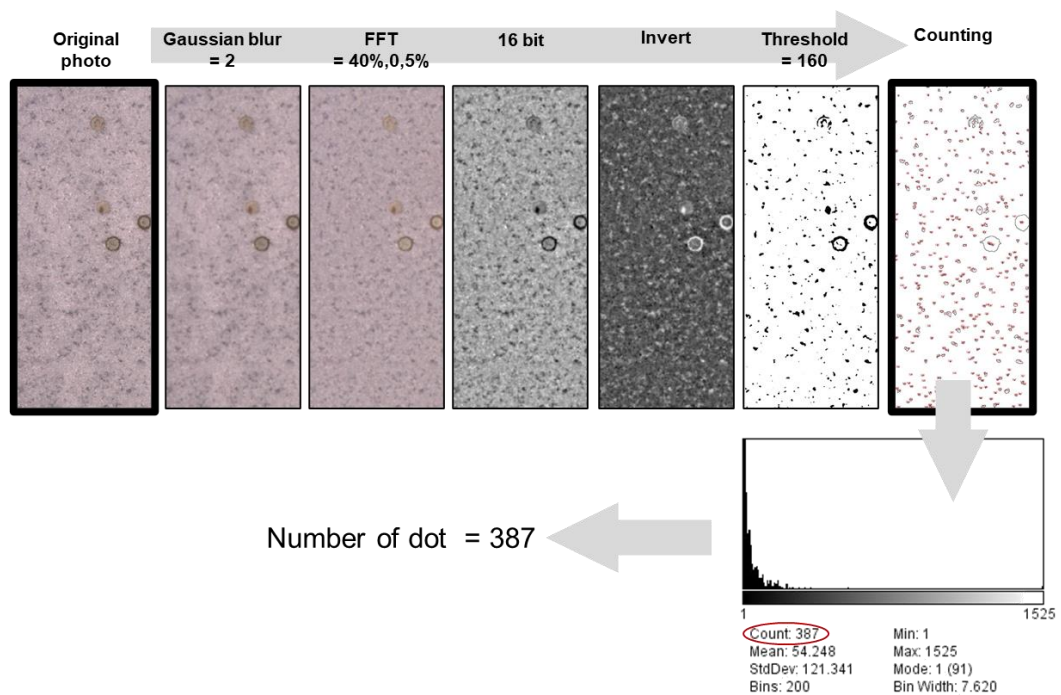 Original
photo
Gaussian blur
= 2
FFT
= 40%,0,5%
16 bit
Invert
Threshold
= 160
Counting
Number of dot = 387
1
1525
Count: 387
Min: 1
Mean: 54.248
Max: 1525
StdDev: 121.341
Mode: 1 (91)
Bins: 200
Bin Width: 7.620